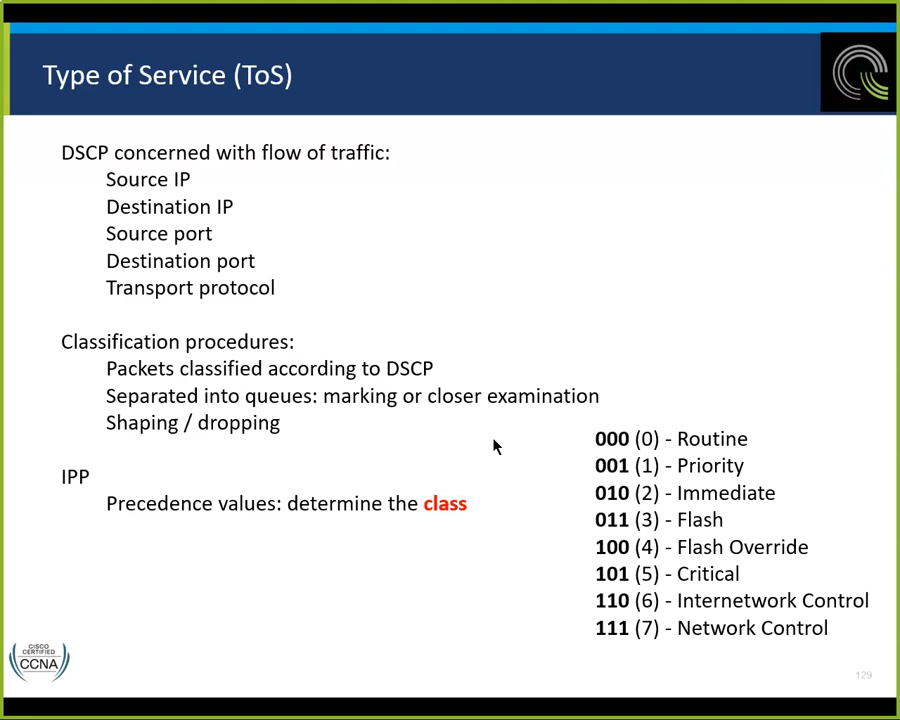 Type of Service (ToS)
DSCP concerned with flow of traffic:
Source IP
Destination IP
Source port
Destination port
Transport protocol
Classification procedures:
Packets classified according to DSCP
Separated into queues: marking or closer examination
Shaping / dropping
IPP
Precedence values: determine the class
000 (0) - Routine
001 (1) - Priority
010 (2) - Immediate
011 (3) - Flash
100 (4) - Flash Override
101 (5) - Critical
110 (6) - Internetwork Control
111 (7) - Network Control
CISCO
CERTIFIED
CCNA
129